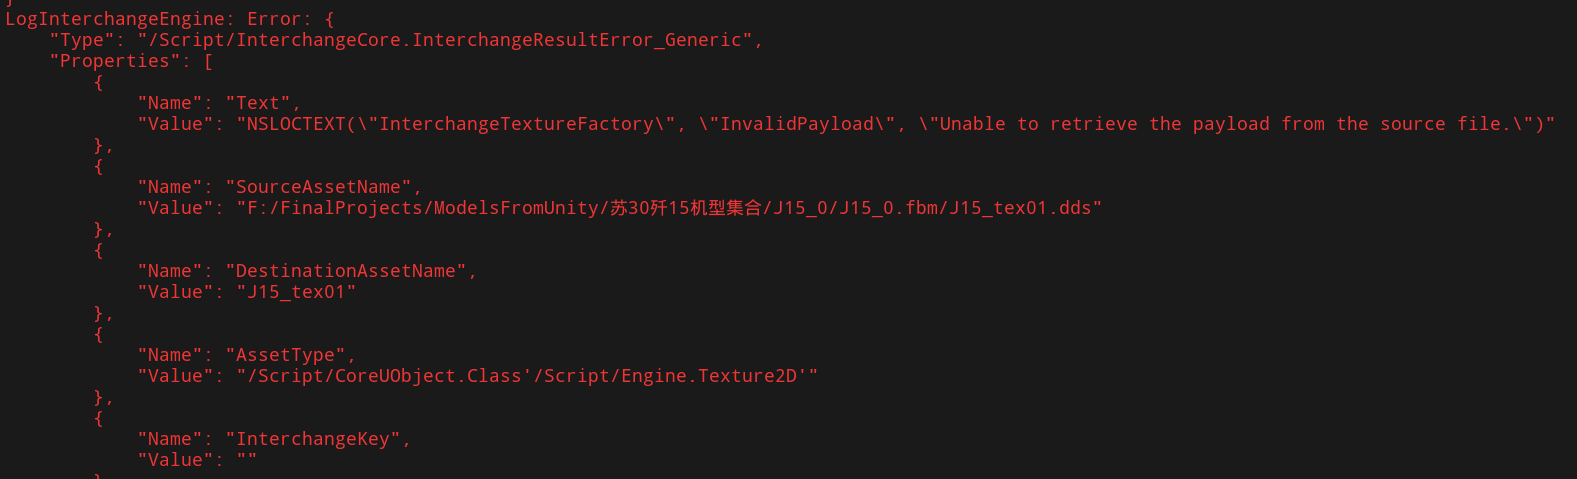 }
LogInterchangeEngine: Error: {
    "Type": "/Script/InterchangeCore.InterchangeResultError_Generic",
    "Properties": [
        {
            "Name": "Text",
            "Value": "NSLOCTEXT(\"InterchangeTextureFactory\", \"InvalidPayload\", \"Unable to retrieve the payload from the source file.\")"
        },
        {
            "Name": "SourceAssetName",
            "Value": "F:/FinalProjects/ModelsFromUnity/苏30歼15机型集合/J15_0/J15_0.fbm/J15_tex01.dds"
        },
        {
            "Name": "DestinationAssetName",
            "Value": "J15_tex01"
        },
        {
            "Name": "AssetType",
            "Value": "/Script/CoreUObject.Class'/Script/Engine.Texture2D'"
        },
        {
            "Name": "InterchangeKey",
            "Value": ""
        }